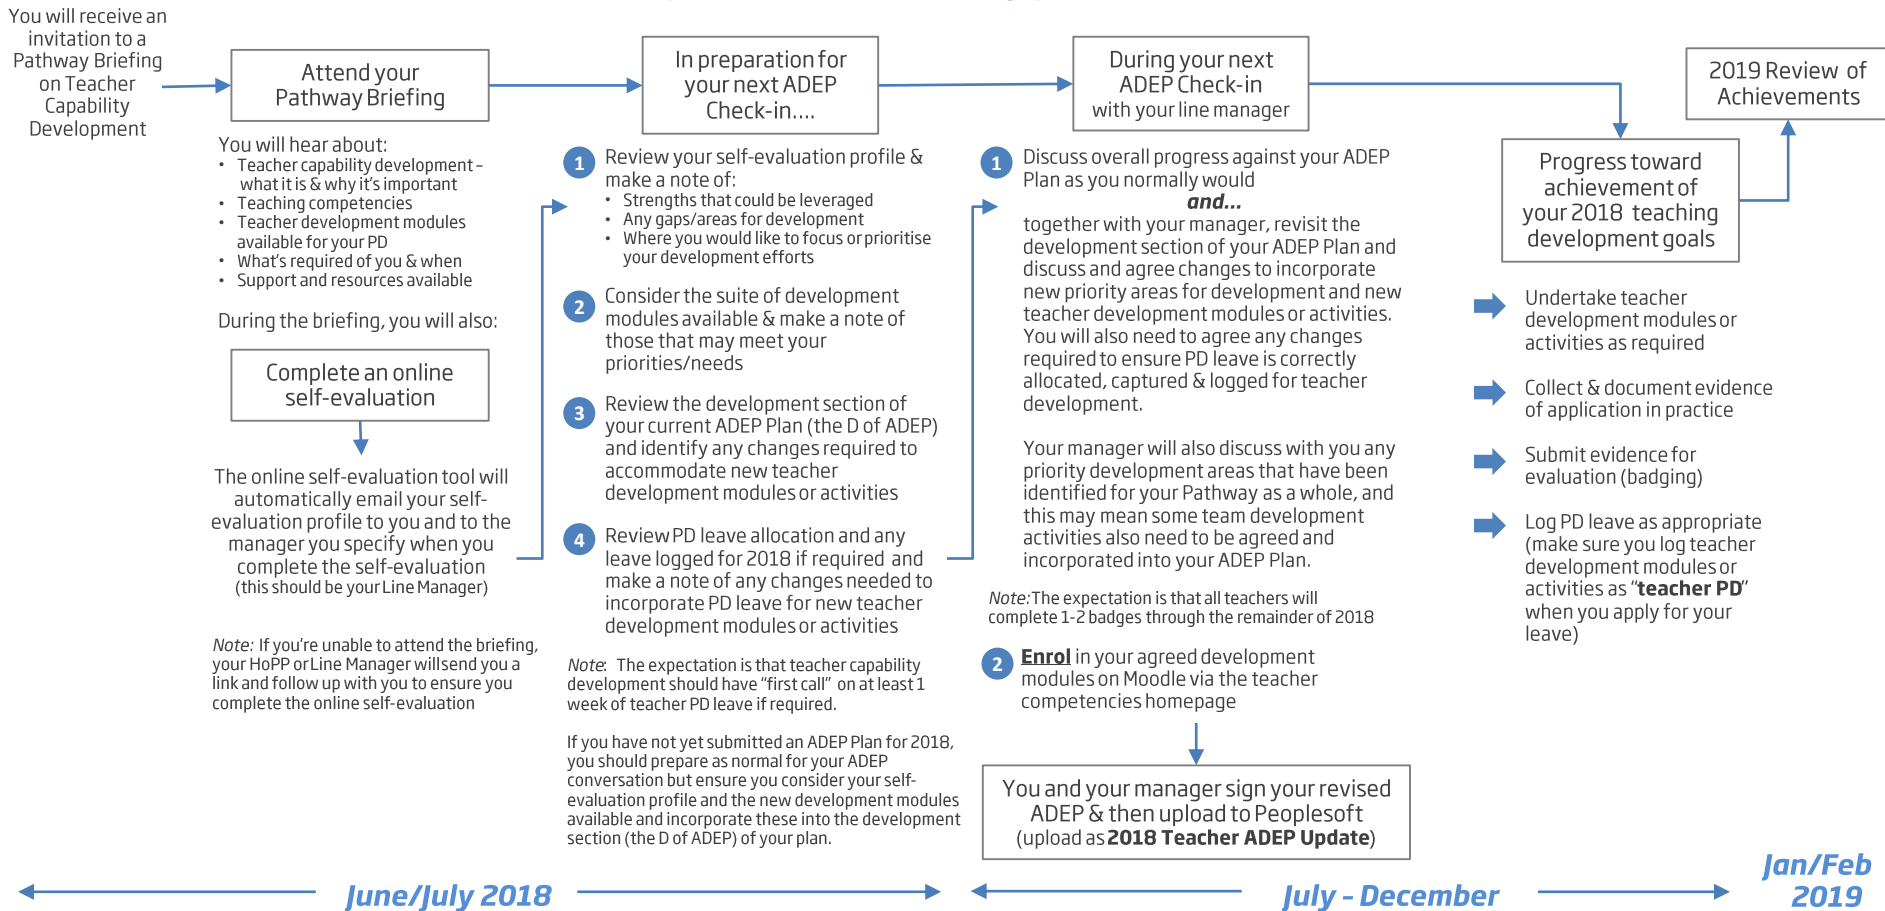 You will receive an
invitation to a
Pathway Briefing
on Teacher
Capability
Development
Attend your
Pathway Briefing
You will hear about:
• Teacher capability development –
what it is & why it's important
• Teaching competencies
• Teacher development modules
available for your PD
• What's required of you & when
• Support and resources available
During the briefing, you will also:
Complete an online
self-evaluation
The online self-evaluation tool will
automatically email your self-
evaluation profile to you and to the
manager you specify when you
complete the self-evaluation
(this should be your Line Manager)
Note: If you're unable to attend the briefing,
your HoPP or Line Manager will send you a
link and follow up with you to ensure you
complete the online self-evaluation
In preparation for
your next ADEP
Check-in....
1 Review your self-evaluation profile &
make a note of:
• Strengths that could be leveraged
• Any gaps/areas for development
• Where you would like to focus or prioritise
your development efforts
2 Consider the suite of development
modules available & make a note of
those that may meet your
priorities/needs
3 Review the development section of
your current ADEP Plan (the D of ADEP)
and identify any changes required to
accommodate new teacher
development modules or activities
4 Review PD leave allocation and any
leave logged for 2018 if required and
make a note of any changes needed to
incorporate PD leave for new teacher
development modules or activities
Note: The expectation is that teacher capability
development should have "first call" on at least 1
week of teacher PD leave if required.
If you have not yet submitted an ADEP Plan for 2018,
you should prepare as normal for your ADEP
conversation but ensure you consider your self-
evaluation profile and the new development modules
available and incorporate these into the development
section (the D of ADEP) of your plan.
During your next
ADEP Check-in
with your line manager
1 Discuss overall progress against your ADEP
Plan as you normally would
and...
together with your manager, revisit the
development section of your ADEP Plan and
discuss and agree changes to incorporate
new priority areas for development and new
teacher development modules or activities.
You will also need to agree any changes
required to ensure PD leave is correctly
allocated, captured & logged for teacher
development.
Your manager will also discuss with you any
priority development areas that have been
identified for your Pathway as a whole, and
this may mean some team development
activities also need to be agreed and
incorporated into your ADEP Plan.
Note: The expectation is that all teachers will
complete 1-2 badges through the remainder of 2018
2 Enrol in your agreed development
modules on Moodle via the teacher
competencies homepage
You and your manager sign your revised
ADEP & then upload to Peoplesoft
(upload as 2018 Teacher ADEP Update)
Progress toward
achievement of
your 2018 teaching
development goals
Undertake teacher
development modules or
activities as required
Collect & document evidence
of application in practice
Submit evidence for
evaluation (badging)
Log PD leave as appropriate
(make sure you log teacher
development modules or
activities as "teacher PD"
when you apply for your
leave)
2019 Review of
Achievements
June/July 2018
July – December
Jan/Feb
2019